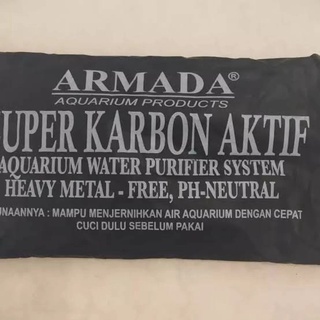 ARMADA®
AQUARIUM PRODUCTS
SUPER KARBON AKTIF
AQUARIUM WATER PURIFIER SYSTEM
HEAVY METAL - FREE, PH-NEUTRAL
UNAANNYA : MAMPU MENJERNIHKAN AIR AQUARIUM DENGAN CEPAT
CUCI DULU SEBELUM PAKAI